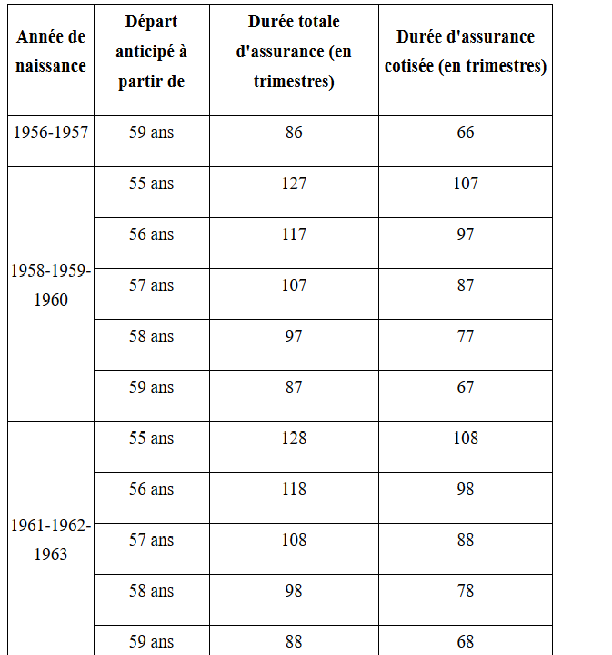 Année de
naissance
Départ
anticipé à
partir de
Durée totale
d'assurance (en
trimestres)
Durée d'assurance
cotisée (en trimestres)
1956-1957 59 ans 86 66
1958-1959-
1960
55 ans 127 107
56 ans 117 97
57 ans 107 87
58 ans 97 77
59 ans 87 67
1961-1962-
1963
55 ans 128 108
56 ans 118 98
57 ans 108 88
58 ans 98 78
59 ans 88 68